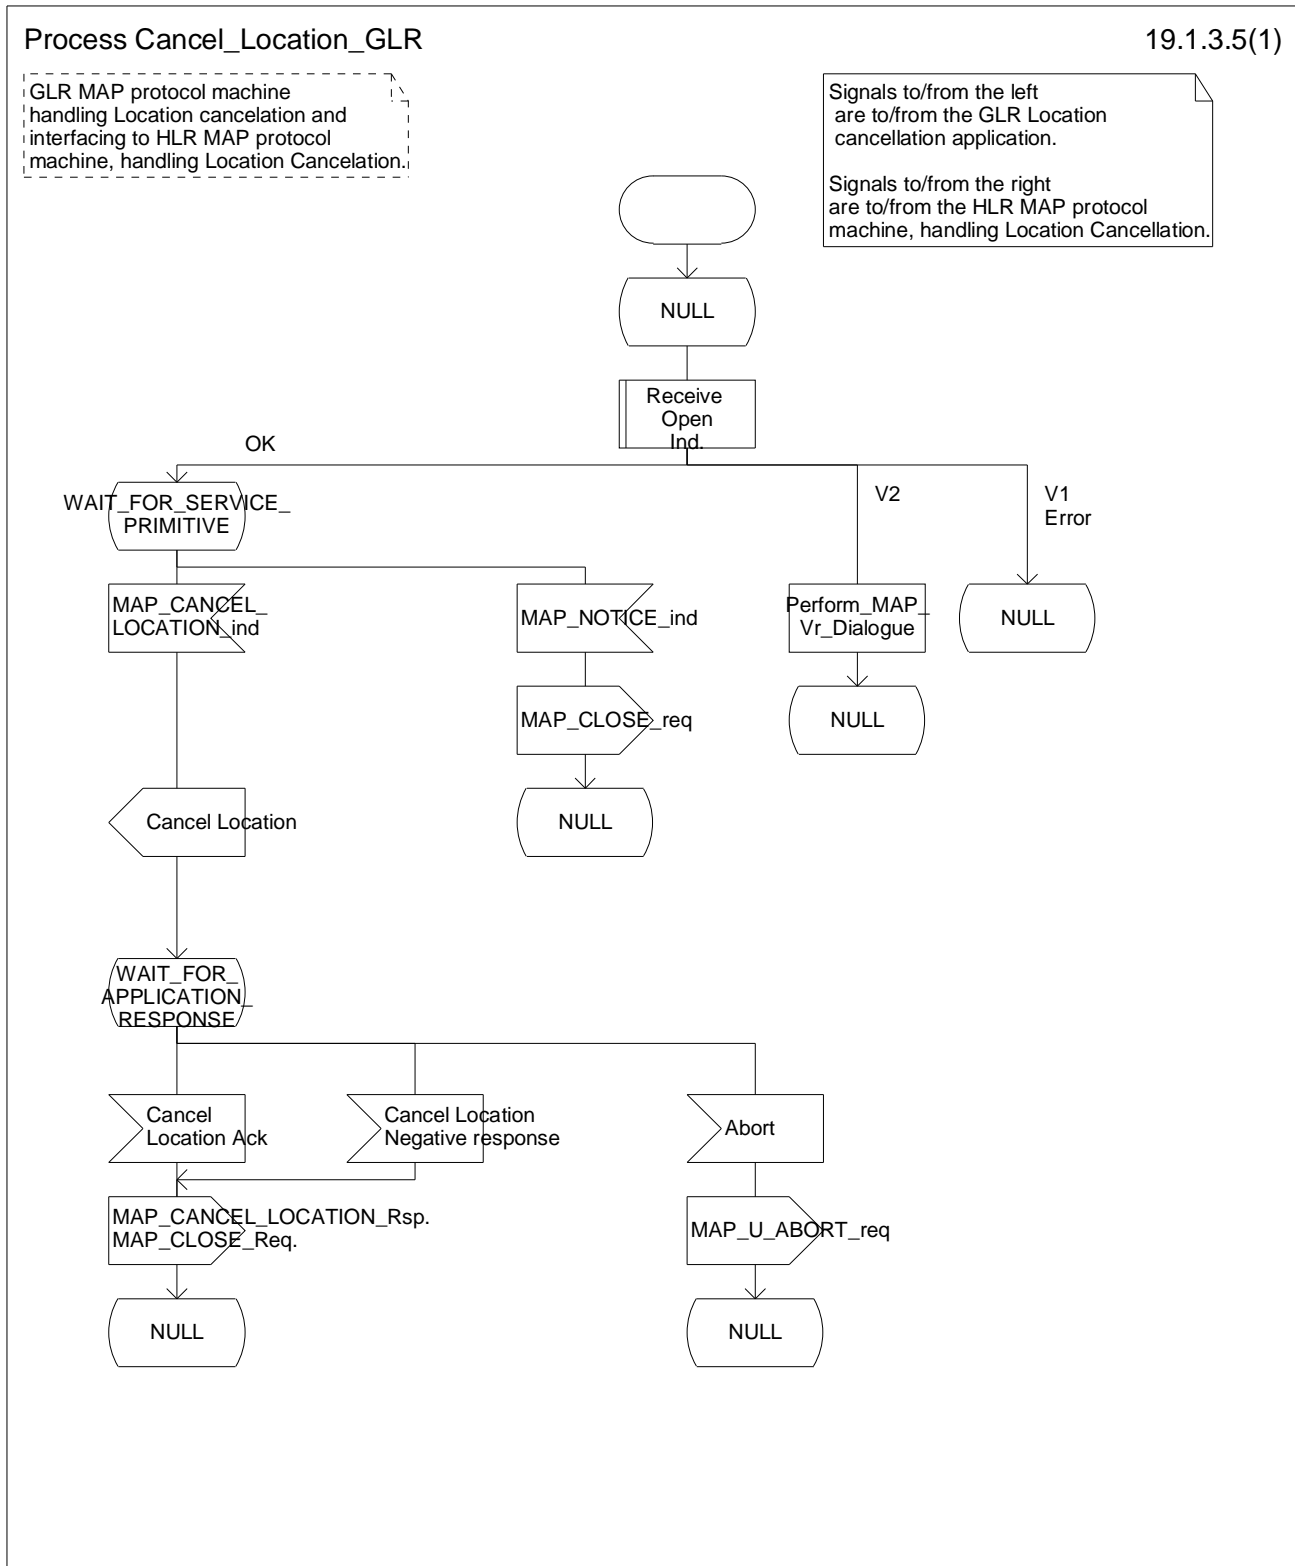 Process Cancel_Location_GLR
19.1.3.5(1)
GLR MAP protocol machine
handling Location cancelation and
interfacing to HLR MAP protocol
machine, handling Location Cancelation.
Signals to/from the left
are to/from the GLR Location
cancellation application.
Signals to/from the right
are to/from the HLR MAP protocol
machine, handling Location Cancellation.
NULL
Receive
Open
Ind.
OK
V2
V1
Error
WAIT_FOR_SERVICE_
PRIMITIVE
MAP_CANCEL_
LOCATION_ind
MAP_NOTICE_ind
Perform_MAP_
Vr_Dialogue
NULL
MAP_CLOSE_req
NULL
Cancel Location
NULL
WAIT_FOR_
APPLICATION_
RESPONSE
Cancel
Location Ack
Cancel Location
Negative response
Abort
MAP_CANCEL_LOCATION_Rsp.
MAP_CLOSE_Req.
MAP_U_ABORT_req
NULL
NULL